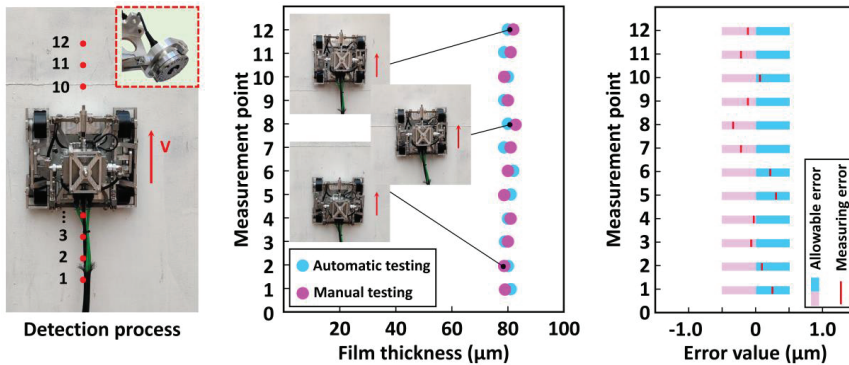 12
11
10
V
⋮
3
2
1
Detection process
Measurement point
12
11
10
9
8
7
6
5
4
3
2
1
Automatic testing
Manual testing
20 40 60 80 100
Film thickness (μm)
Measurement point
12
11
10
9
8
7
6
5
4
3
2
1
Allowable error
Measuring error
-1.0 0 1.0
Error value (μm)